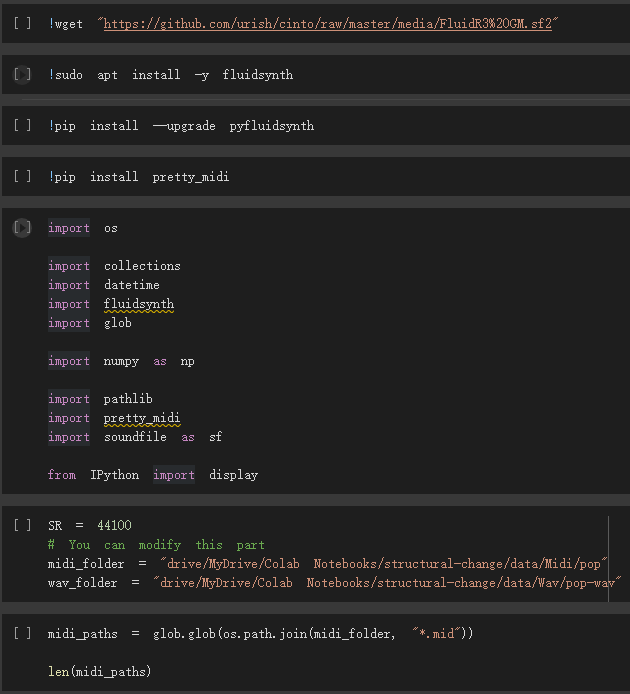 [ ] !wget "https://github.com/urish/cinto/raw/master/media/FluidR3%20GM.sf2"
[ ] !sudo apt install -y fluidsynth
[ ] !pip install --upgrade pyfluidsynth
[ ] !pip install pretty_midi
[ ] import os
import collections
import datetime
import fluidsynth
import glob
import numpy as np
import pathlib
import pretty_midi
import soundfile as sf
from IPython import display
[ ] SR = 44100
# You can modify this part
midi_folder = "drive/MyDrive/Colab Notebooks/structural-change/data/Midi/pop"
wav_folder = "drive/MyDrive/Colab Notebooks/structural-change/data/Wav/pop-wav"
[ ] midi_paths = glob.glob(os.path.join(midi_folder, "*.mid"))
len(midi_paths)